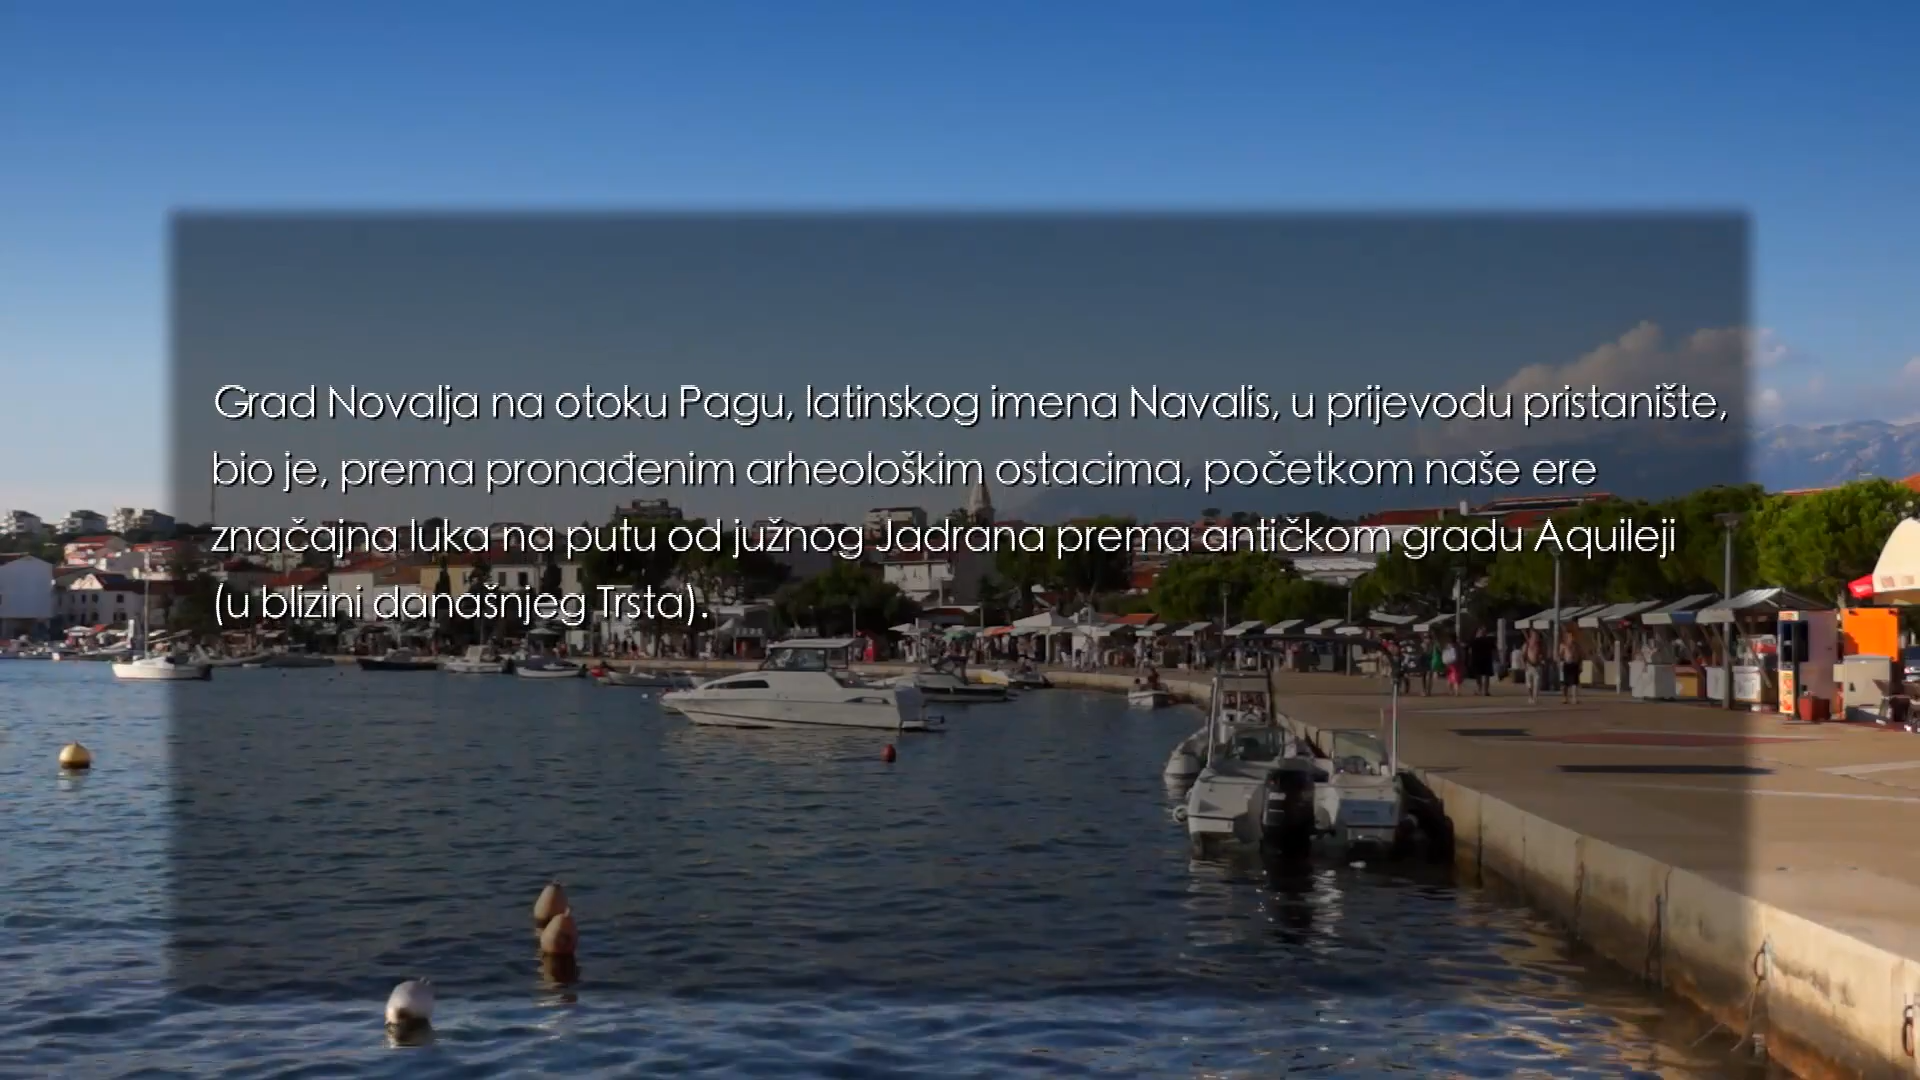 Grad Novalja na otoku Pagu, latinskog imena Navalis, u prijevodu pristanište,
bio je, prema pronađenim arheološkim ostacima, početkom naše ere
značajna luka na putu od južnog Jadrana prema antičkom gradu Aquileji
(u blizini današnjeg Trsta).